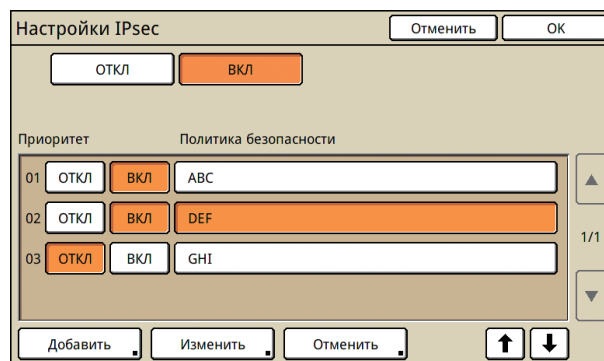 Настройки IPsec Отменить OK
ОТКЛ ВКЛ
Приоритет Политика безопасности
01 ОТКЛ ВКЛ ABC
02 ОТКЛ ВКЛ DEF
03 ОТКЛ ВКЛ GHI
1/1
Добавить Изменить Отменить